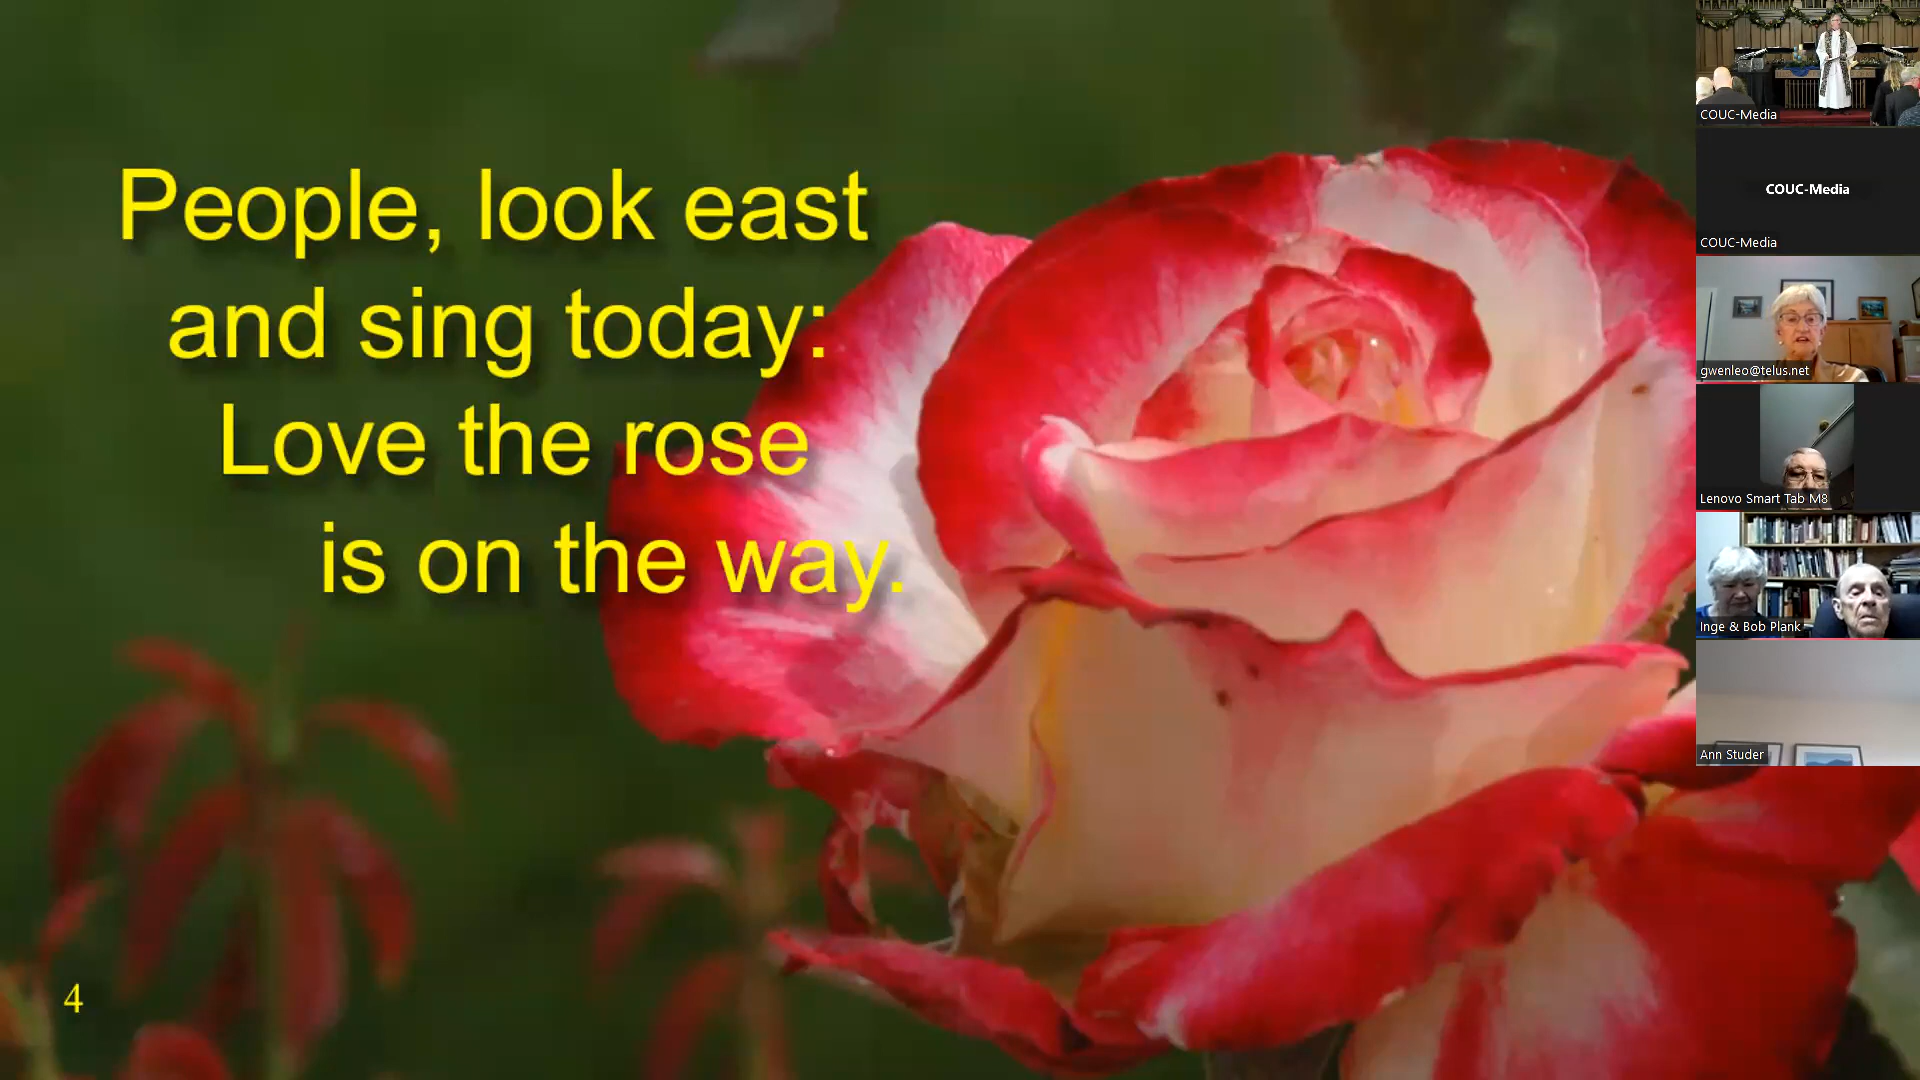 People, look east
and sing today:
Love the rose
is on the way.
4
COUC-Media
COUC-Media
COUC-Media
gwenleo@telus.net
Lenovo Smart Tab M8
Inge & Bob Plank
Ann Studer